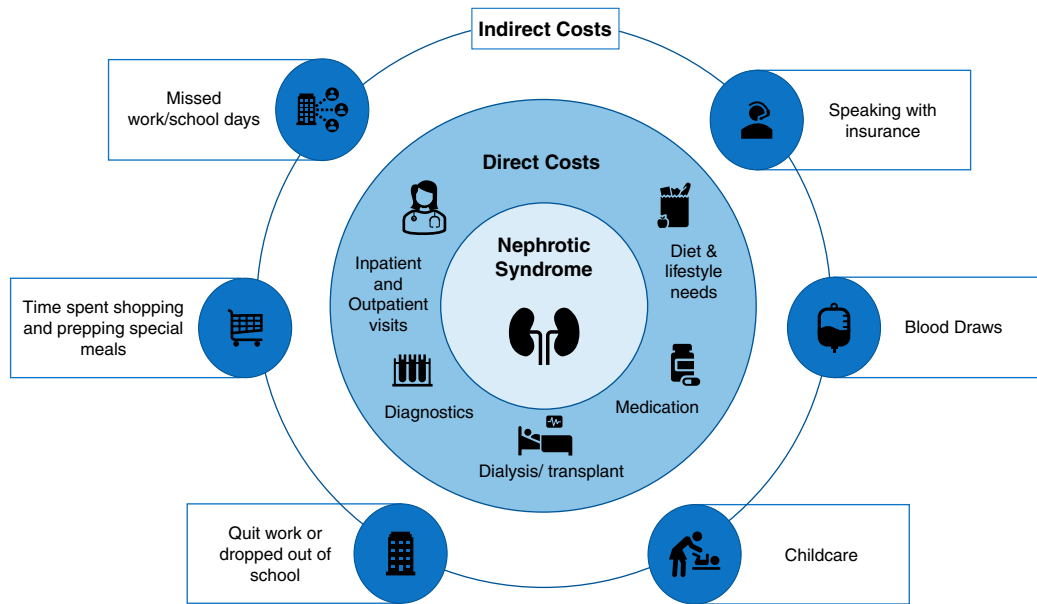 Indirect Costs
Missed
work/school days
Speaking with
insurance
Direct Costs
Nephrotic
Syndrome
Inpatient
and
Outpatient
visits
Diet &
lifestyle
needs
Time spent shopping
and prepping special
meals
Blood Draws
Diagnostics
Medication
Dialysis/ transplant
Quit work or
dropped out of
school
Childcare